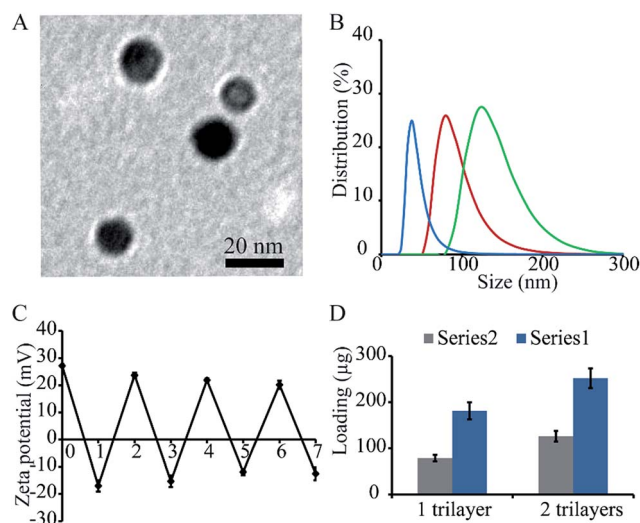 A
20 nm
B
Distribution (%)
40
30
20
10
0
0 100 200 300
Size (nm)
C
Zeta potential (mV)
40
30
20
10
0
-10
-20
-30
0 1 2 3 4 5 6 7
D
Series2 Series1
Loading (µg)
300
200
100
0
1 trilayer 2 trilayers